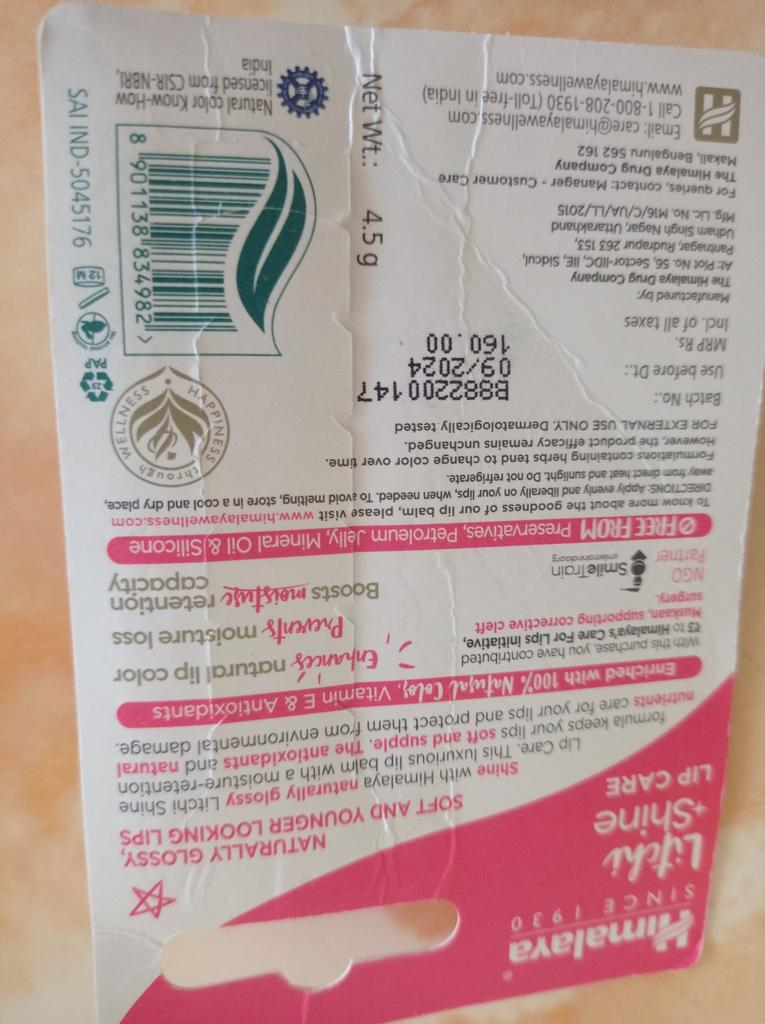 Himalaya
SINCE 1930
Litchi
+Shine
LIP CARE
NATURALLY GLOSSY,
SOFT AND YOUNGER LOOKING LIPS
Shine with Himalaya naturally glossy Litchi Shine
Lip Care. This luxurious lip balm with a moisture-retention
formula keeps your lips soft and supple. The antioxidants and natural
nutrients care for your lips and protect them from environmental damage.
Enriched with 100% Natural Color, Vitamin E & Antioxidants
With this purchase, you have contributed
₹3 to Himalaya's Care For Lips Initiative,
Muskaan, supporting corrective cleft
surgery.
NGO
Partner
SmileTrain
smiletrainindia.org
Enhances natural lip color
Prevents moisture loss
Boosts moisture retention
capacity
FREE FROM Preservatives, Petroleum Jelly, Mineral Oil & Silicone
To know more about the goodness of our lip balm, please visit www.himalayawellness.com
DIRECTIONS: Apply evenly and liberally on your lips, when needed. To avoid melting, store in a cool and dry place,
away from direct heat and sunlight. Do not refrigerate.
Formulations containing herbs tend to change color over time.
However, the product efficacy remains unchanged.
FOR EXTERNAL USE ONLY. Dermatologically tested
Batch No.: B882200147
Use before Dt.: 09/2024
MRP Rs. 160.00
Incl. of all taxes
Manufactured by:
The Himalaya Drug Company
At: Plot No. 56, Sector-IIDC, IIE, Sidcul,
Pantnagar, Rudrapur 263 153,
Udham Singh Nagar, Uttarakhand
Mfg. Lic. No. M16/C/UA/LL/2015
For queries, contact: Manager - Customer Care
The Himalaya Drug Company
Makali, Bengaluru 562 162
Email: care@himalayawellness.com
Call 1-800-208-1930 (Toll-free in India)
www.himalayawellness.com
Net Wt.: 4.5 g
HAPPINESS
through WELLNESS
23
PAP
12 M
8 901138 834982 >
Natural color Know-How
licensed from CSIR-NBRI,
India
SAI IND-5045176